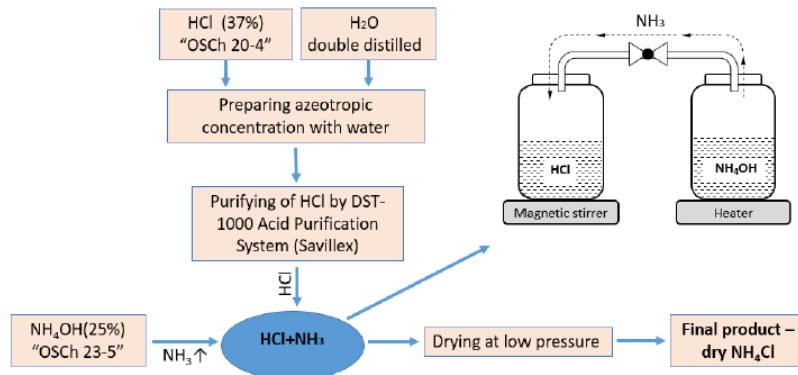 HCl (37%)
“OSCh 20-4”
H₂O
double distilled
Preparing azeotropic
concentration with water
Purifying of HCl by DST-
1000 Acid Purification
System (Savillex)
HCl
NH₄OH(25%)
“OSCh 23-5”
NH₃↑
HCl+NH₃
Drying at low pressure
Final product –
dry NH₄Cl
NH₃
HCl
NH₄OH
Magnetic stirrer
Heater